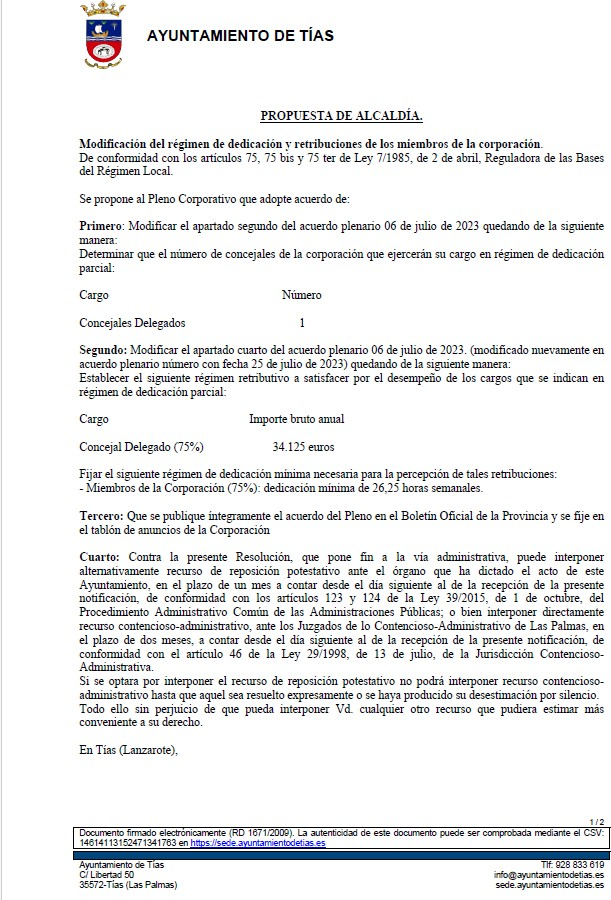 AYUNTAMIENTO DE TÍAS
PROPUESTA DE ALCALDÍA.
Modificación del régimen de dedicación y retribuciones de los miembros de la corporación.
De conformidad con los artículos 75, 75 bis y 75 ter de Ley 7/1985, de 2 de abril, Reguladora de las Bases
del Régimen Local.
Se propone al Pleno Corporativo que adopte acuerdo de:
Primero: Modificar el apartado segundo del acuerdo plenario 06 de julio de 2023 quedando de la siguiente
manera:
Determinar que el número de concejales de la corporación que ejercerán su cargo en régimen de dedicación
parcial:
Cargo Número
Concejales Delegados 1
Segundo: Modificar el apartado cuarto del acuerdo plenario 06 de julio de 2023. (modificado nuevamente en
acuerdo plenario número con fecha 25 de julio de 2023) quedando de la siguiente manera:
Establecer el siguiente régimen retributivo a satisfacer por el desempeño de los cargos que se indican en
régimen de dedicación parcial:
Cargo Importe bruto anual
Concejal Delegado (75%) 34.125 euros
Fijar el siguiente régimen de dedicación mínima necesaria para la percepción de tales retribuciones:
- Miembros de la Corporación (75%): dedicación mínima de 26,25 horas semanales.
Tercero: Que se publique íntegramente el acuerdo del Pleno en el Boletín Oficial de la Provincia y se fije en
el tablón de anuncios de la Corporación
Cuarto: Contra la presente Resolución, que pone fin a la vía administrativa, puede interponer
alternativamente recurso de reposición potestativo ante el órgano que ha dictado el acto de este
Ayuntamiento, en el plazo de un mes a contar desde el día siguiente al de la recepción de la presente
notificación, de conformidad con los artículos 123 y 124 de la Ley 39/2015, de 1 de octubre, del
Procedimiento Administrativo Común de las Administraciones Públicas; o bien interponer directamente
recurso contencioso-administrativo, ante los Juzgados de lo Contencioso-Administrativo de Las Palmas, en
el plazo de dos meses, a contar desde el día siguiente al de la recepción de la presente notificación, de
conformidad con el artículo 46 de la Ley 29/1998, de 13 de julio, de la Jurisdicción Contencioso-
Administrativa.
Si se optara por interponer el recurso de reposición potestativo no podrá interponer recurso contencioso-
administrativo hasta que aquel sea resuelto expresamente o se haya producido su desestimación por silencio.
Todo ello sin perjuicio de que pueda interponer Vd. cualquier otro recurso que pudiera estimar más
conveniente a su derecho.
En Tías (Lanzarote),
1 / 2
Documento firmado electrónicamente (RD 1671/2009). La autenticidad de este documento puede ser comprobada mediante el CSV:
14614113152471341763 en https://sede.ayuntamientodetias.es
Ayuntamiento de Tías Tlf: 928 833 619
C/ Libertad 50 info@ayuntamientodetias.es
35572-Tías (Las Palmas) sede.ayuntamientodetias.es